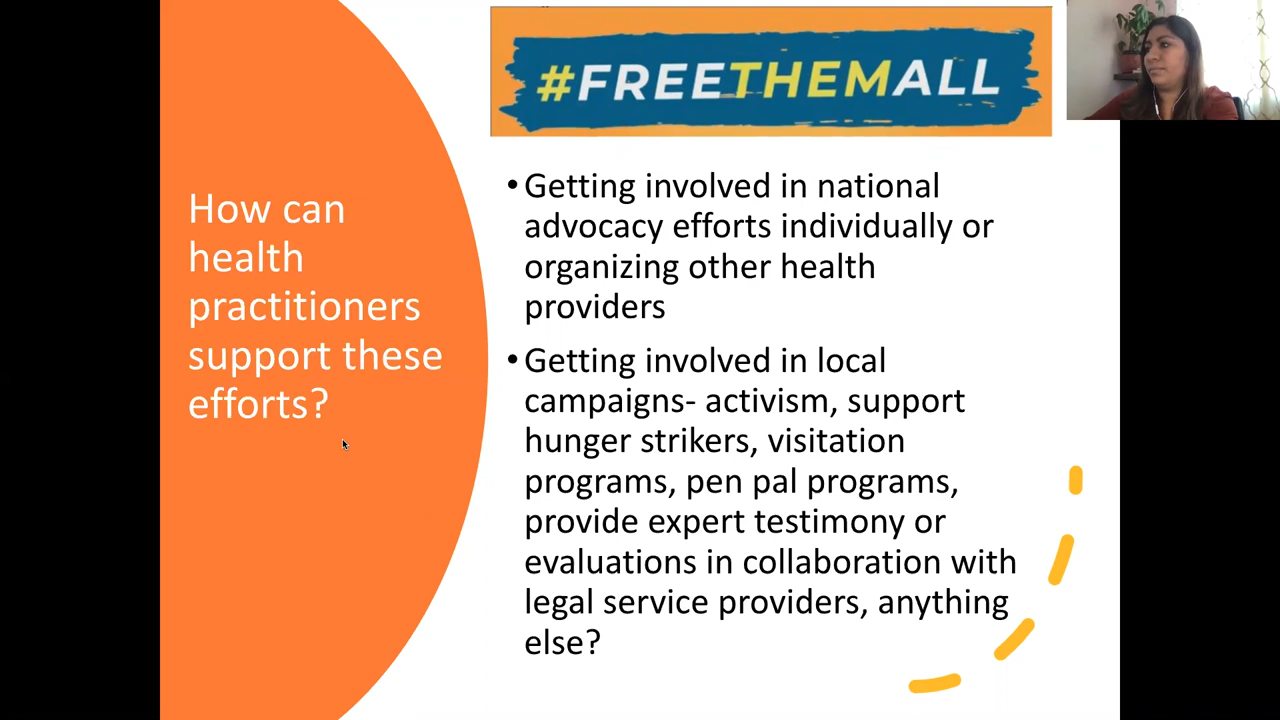 #FREETHEMALL
How can
health
practitioners
support these
efforts?
• Getting involved in national
advocacy efforts individually or
organizing other health
providers
• Getting involved in local
campaigns- activism, support
hunger strikers, visitation
programs, pen pal programs,
provide expert testimony or
evaluations in collaboration with
legal service providers, anything
else?